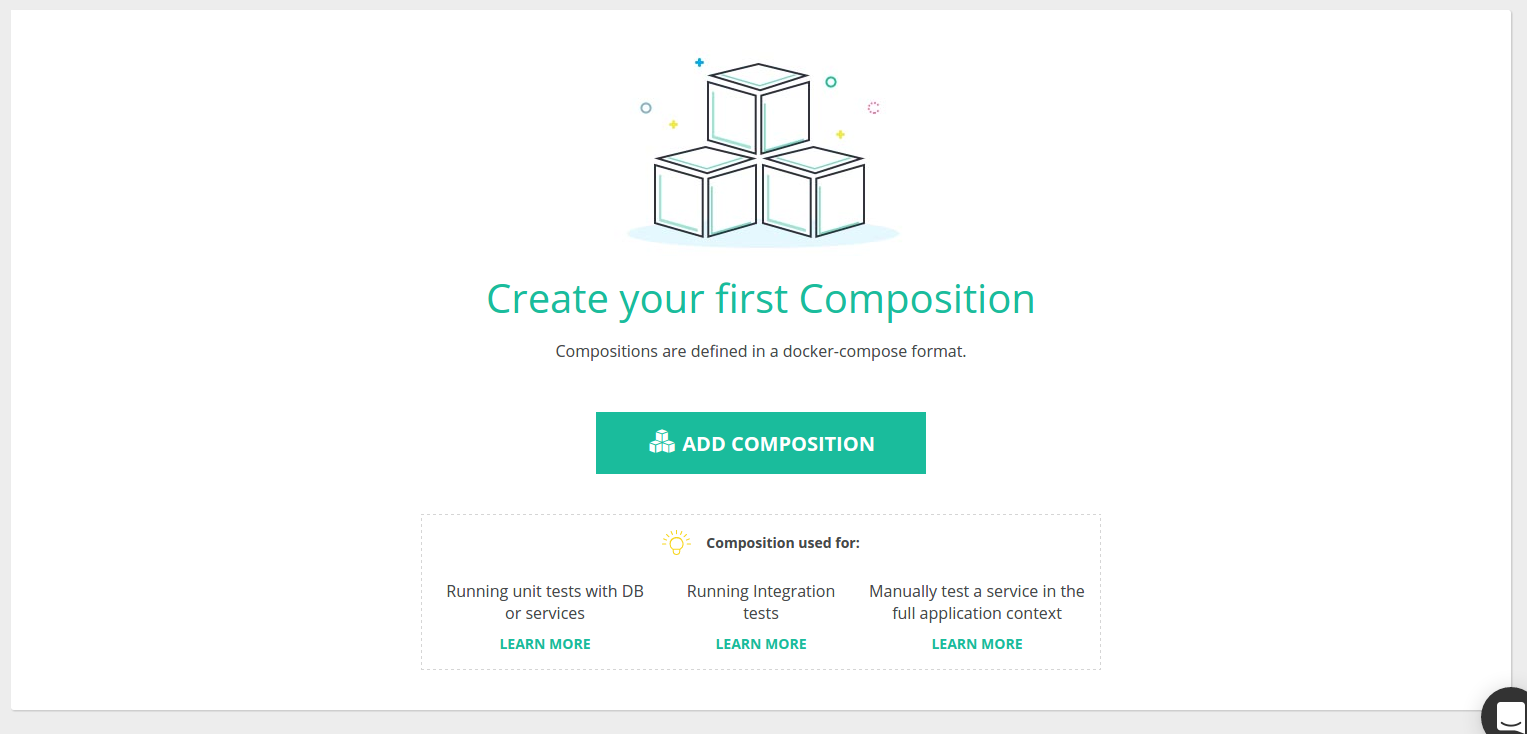 Create your first Composition
Compositions are defined in a docker-compose format.
ADD COMPOSITION
Composition used for:
Running unit tests with DB
or services
LEARN MORE
Running Integration
tests
LEARN MORE
Manually test a service in the
full application context
LEARN MORE